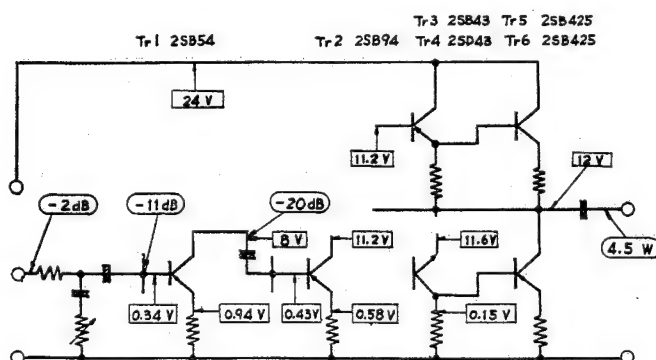 Tr3 2SB43 Tr5 2SB425
Tr1 2SB54 Tr2 2SB94 Tr4 2SD43 Tr6 2SB425
24 V
11.2 V
12 V
-2dB
-11dB
-20dB
8 V
11.2 V
11.6 V
4.5 W
0.34 V
0.94 V
0.43V
0.58 V
0.15 V